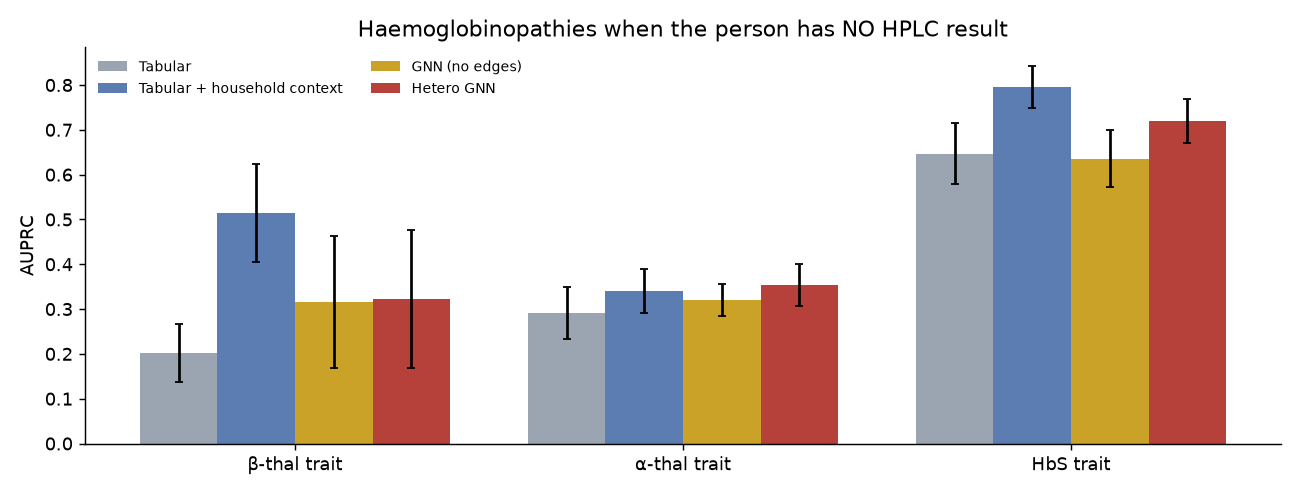 Haemoglobinopathies when the person has NO HPLC result
Tabular
Tabular + household context
GNN (no edges)
Hetero GNN
AUPRC
0.8
0.7
0.6
0.5
0.4
0.3
0.2
0.1
0.0
β-thal trait
α-thal trait
HbS trait